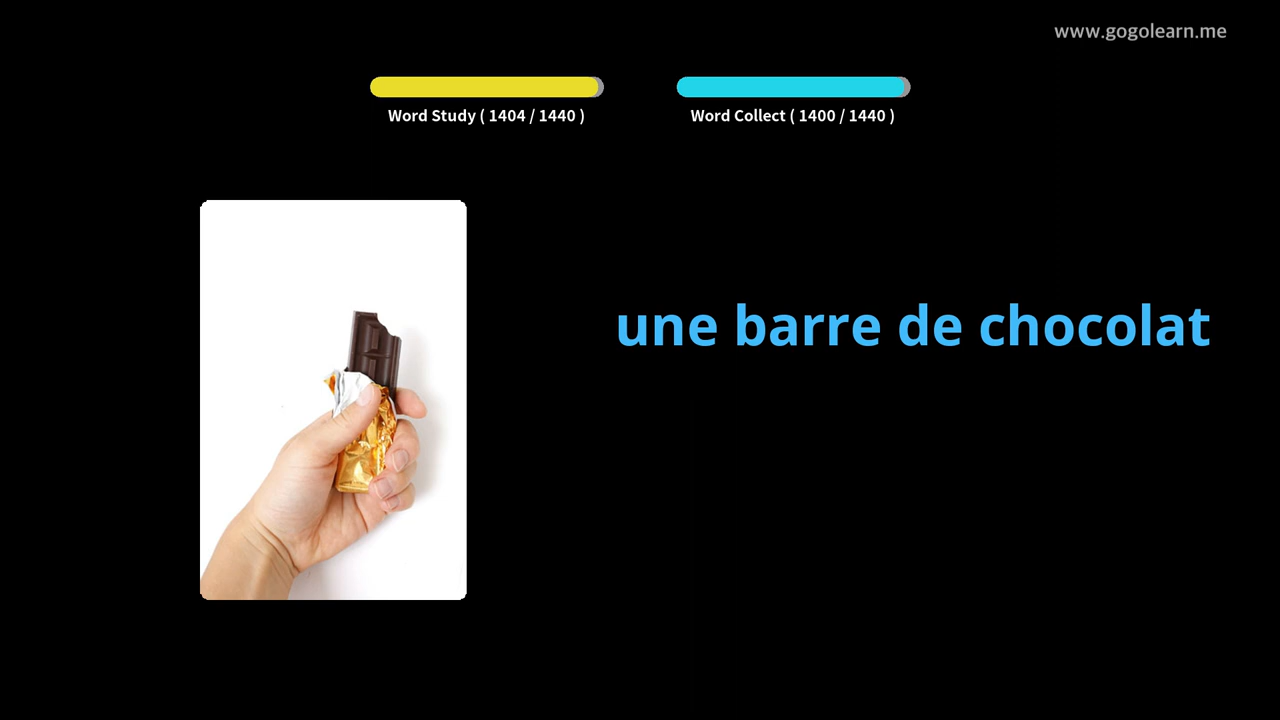 www.gogolearn.me
Word Study ( 1404 / 1440 )
Word Collect ( 1400 / 1440 )
une barre de chocolat